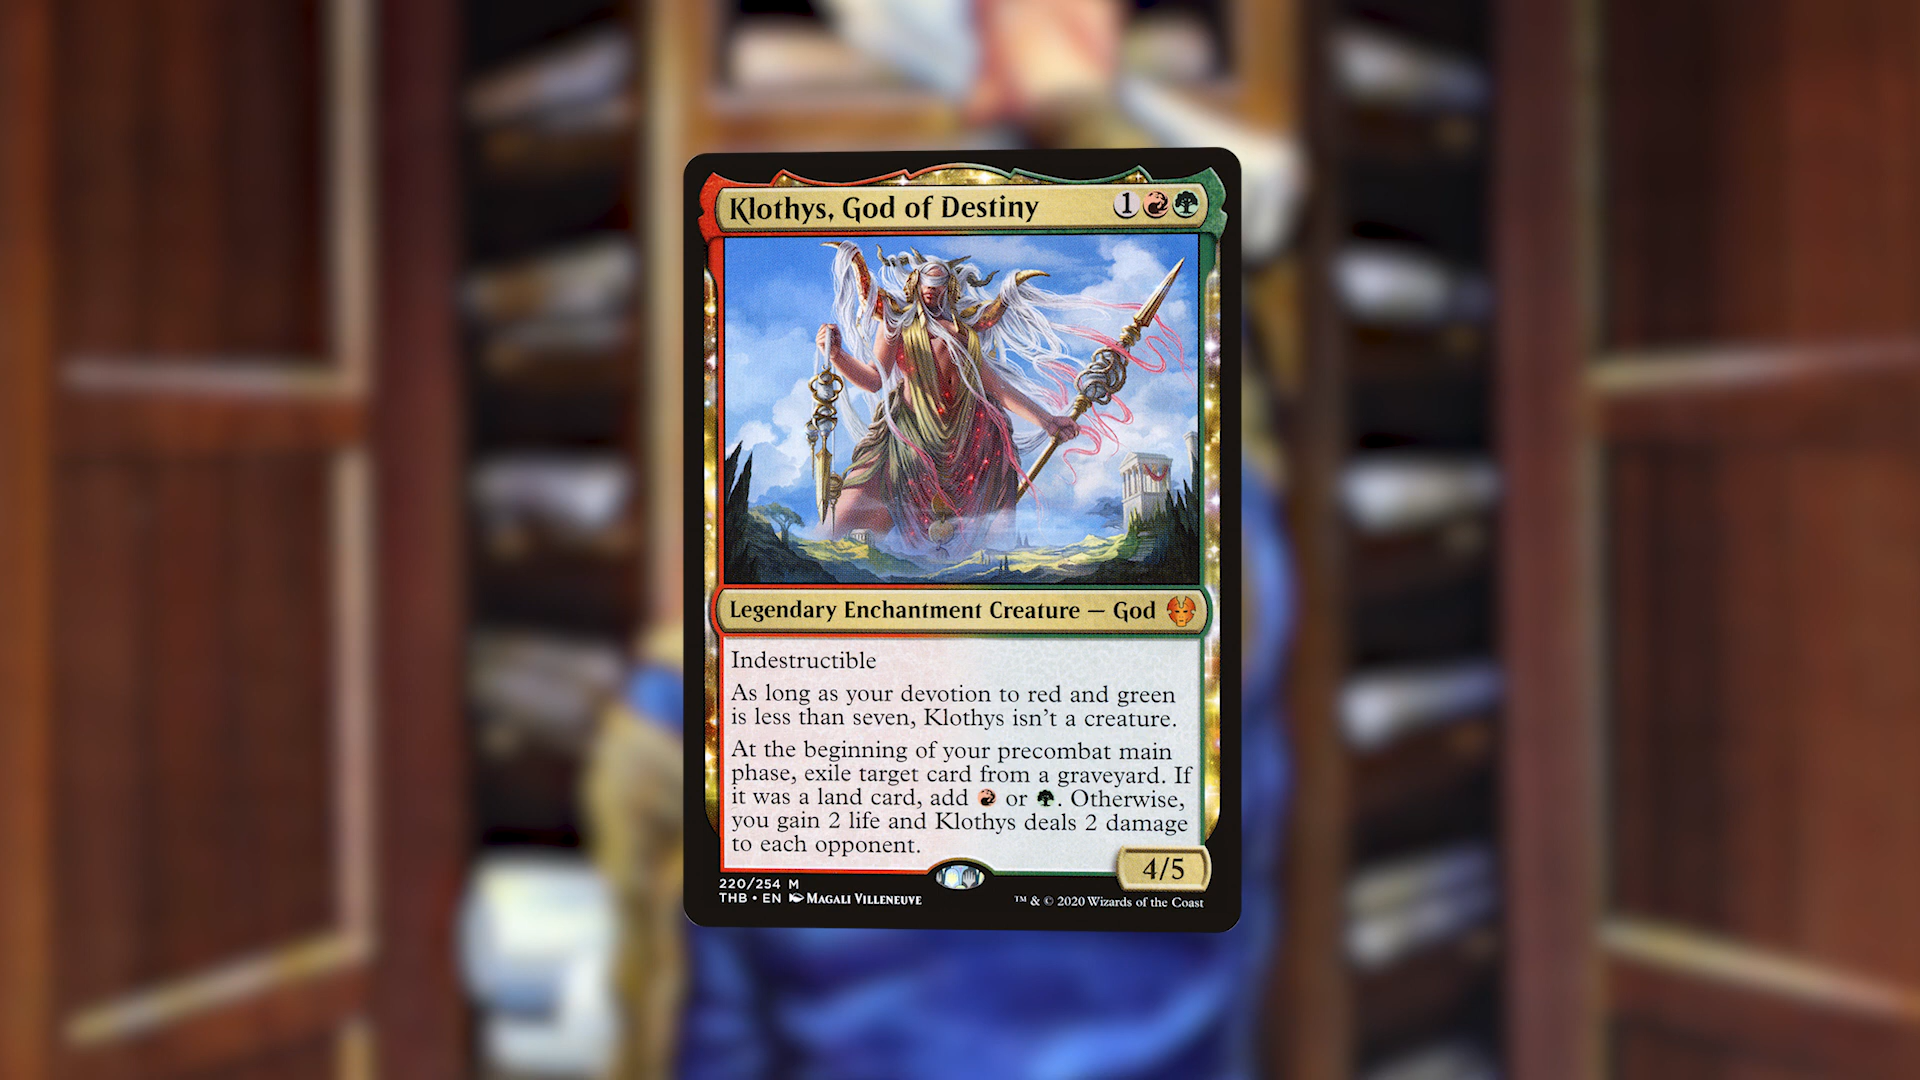 Klothys, God of Destiny 1
Legendary Enchantment Creature — God
Indestructible
As long as your devotion to red and green
is less than seven, Klothys isn't a creature.
At the beginning of your precombat main
phase, exile target card from a graveyard. If
it was a land card, add or . Otherwise,
you gain 2 life and Klothys deals 2 damage
to each opponent.
4/5
220/254 M
THB • EN Magali Villeneuve
™ & © 2020 Wizards of the Coast